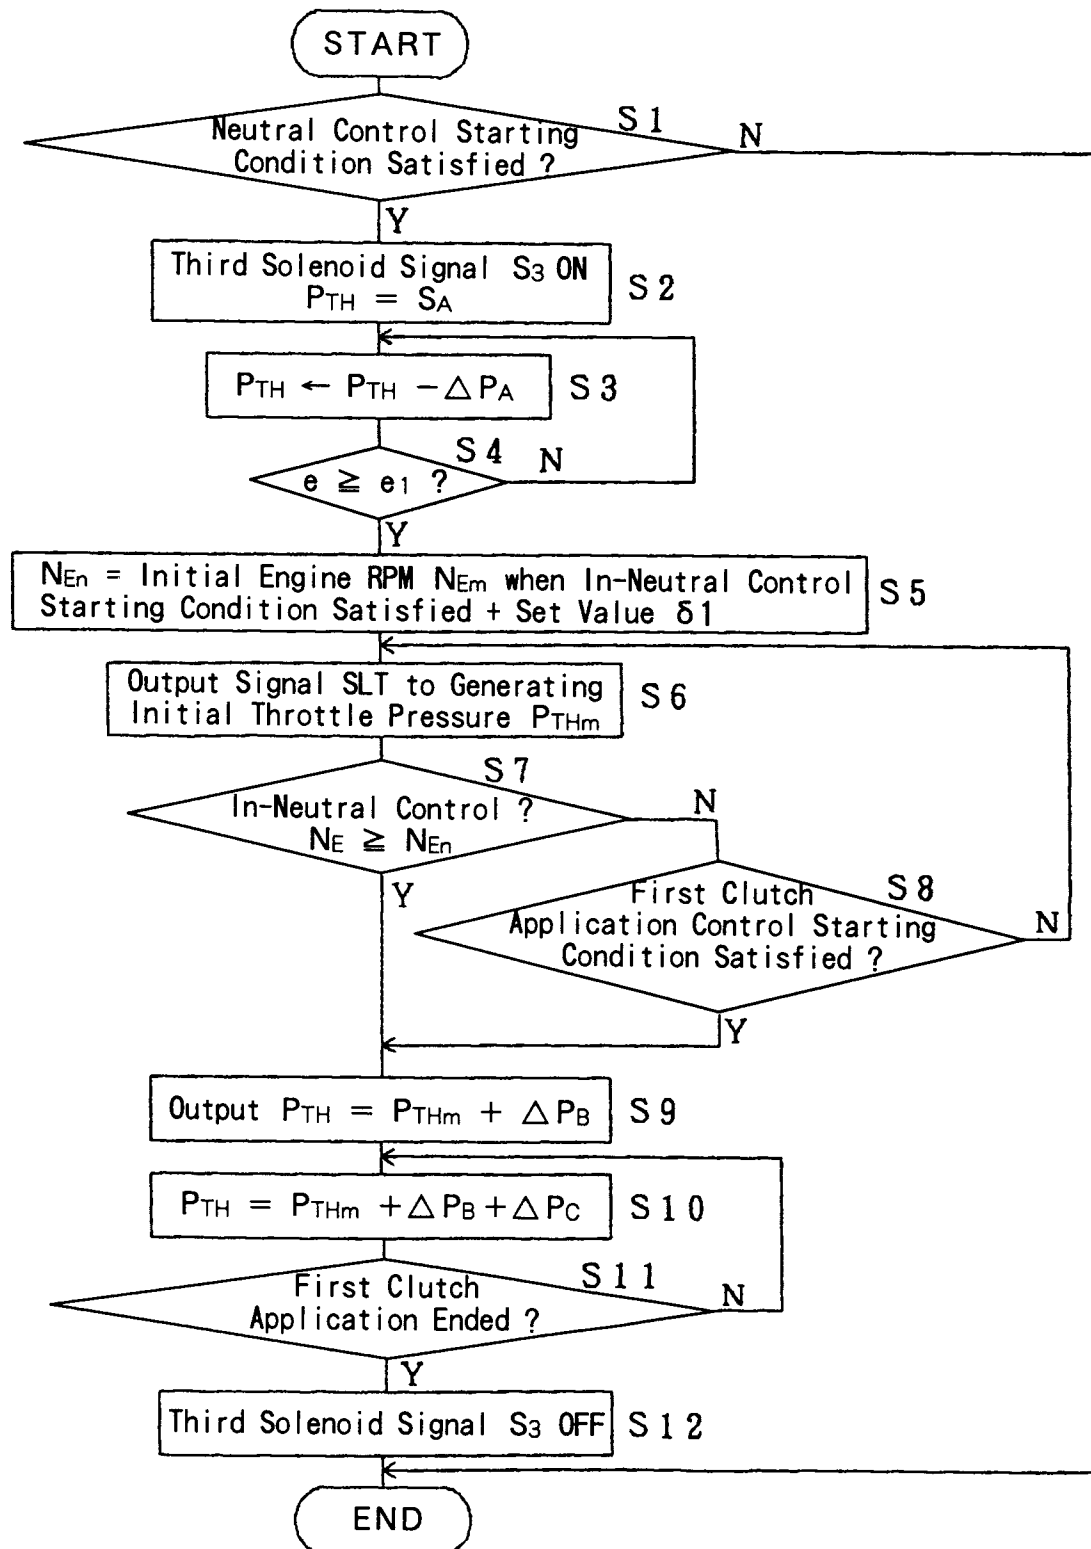 START
Neutral Control Starting
Condition Satisfied ?
S1
N
Y
Third Solenoid Signal S3 ON
PTH = SA
S2
PTH ← PTH − △PA
S3
e ≧ e1 ?
S4
N
Y
NEn = Initial Engine RPM NEm when In-Neutral Control
Starting Condition Satisfied + Set Value δ1
S5
Output Signal SLT to Generating
Initial Throttle Pressure PTHm
S6
In-Neutral Control ?
NE ≧ NEn
S7
N
Y
First Clutch
Application Control Starting
Condition Satisfied ?
S8
N
Y
Output PTH = PTHm + △PB
S9
PTH = PTHm + △PB + △PC
S10
First Clutch
Application Ended ?
S11
N
Y
Third Solenoid Signal S3 OFF
S12
END